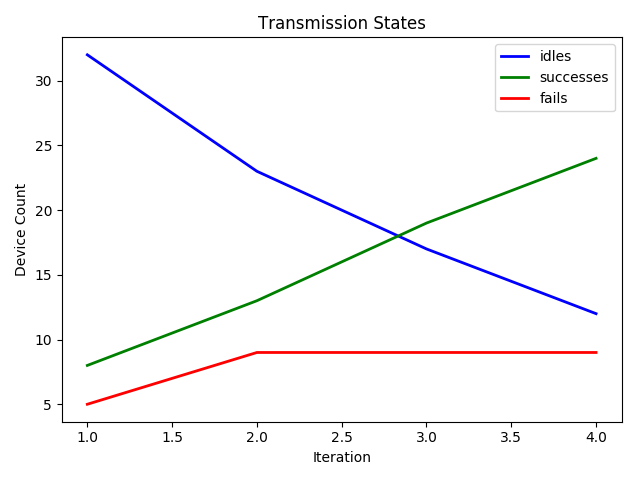 Transmission States
idles
successes
fails
Device Count
30
25
20
15
10
5
1.0 1.5 2.0 2.5 3.0 3.5 4.0
Iteration